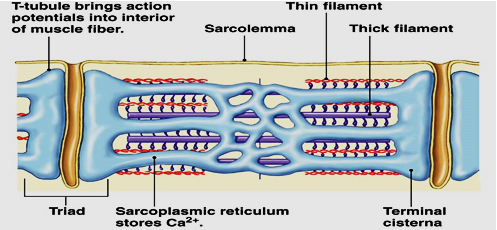 T-tubule brings action
potentials into interior
of muscle fiber.
Sarcolemma
Thin filament
Thick filament
Triad
Sarcoplasmic reticulum
stores Ca²⁺.
Terminal
cisterna